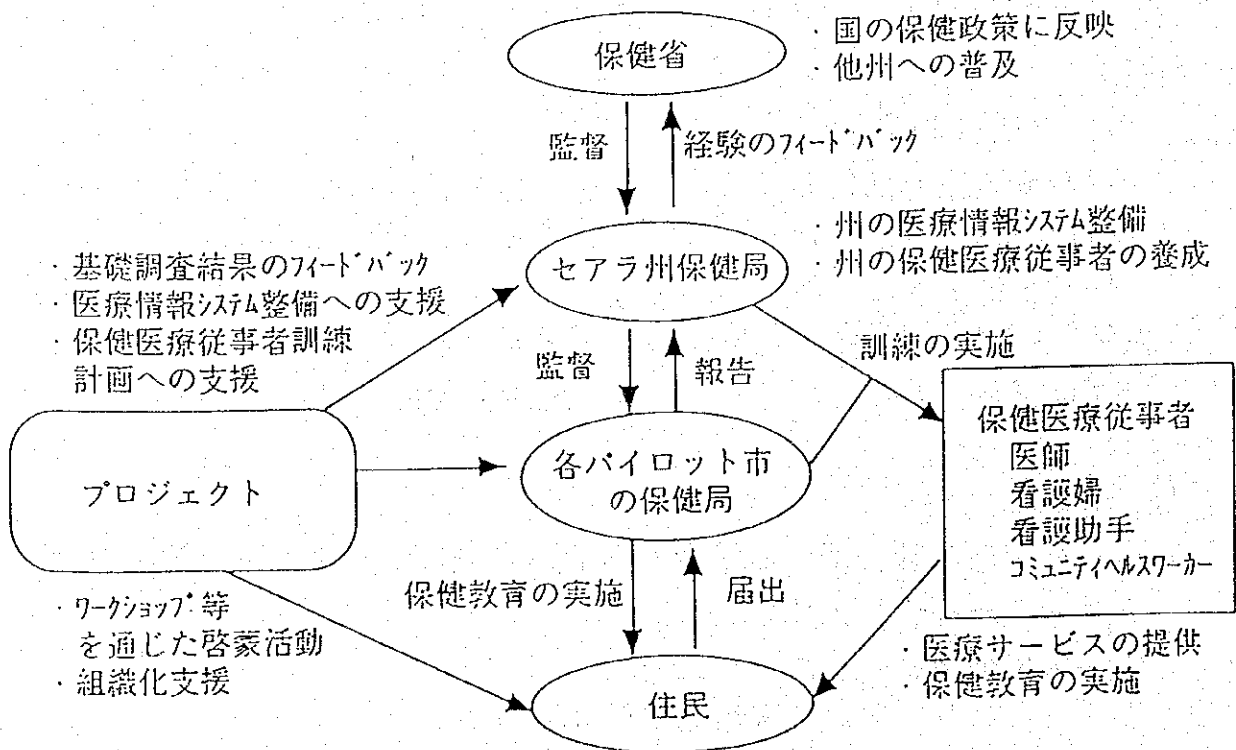 保健省
・国の保健政策に反映
・他州への普及
監督
経験のフィードバック
・基礎調査結果のフィードバック
・医療情報システム整備への支援
・保健医療従事者訓練
計画への支援
セアラ州保健局
・州の医療情報システム整備
・州の保健医療従事者の養成
監督
報告
訓練の実施
プロジェクト
各パイロット市
の保健局
保健医療従事者
医師
看護婦
看護助手
コミュニティヘルスワーカー
・ワークショップ等
を通じた啓蒙活動
・組織化支援
保健教育の実施
届出
・医療サービスの提供
・保健教育の実施
住民